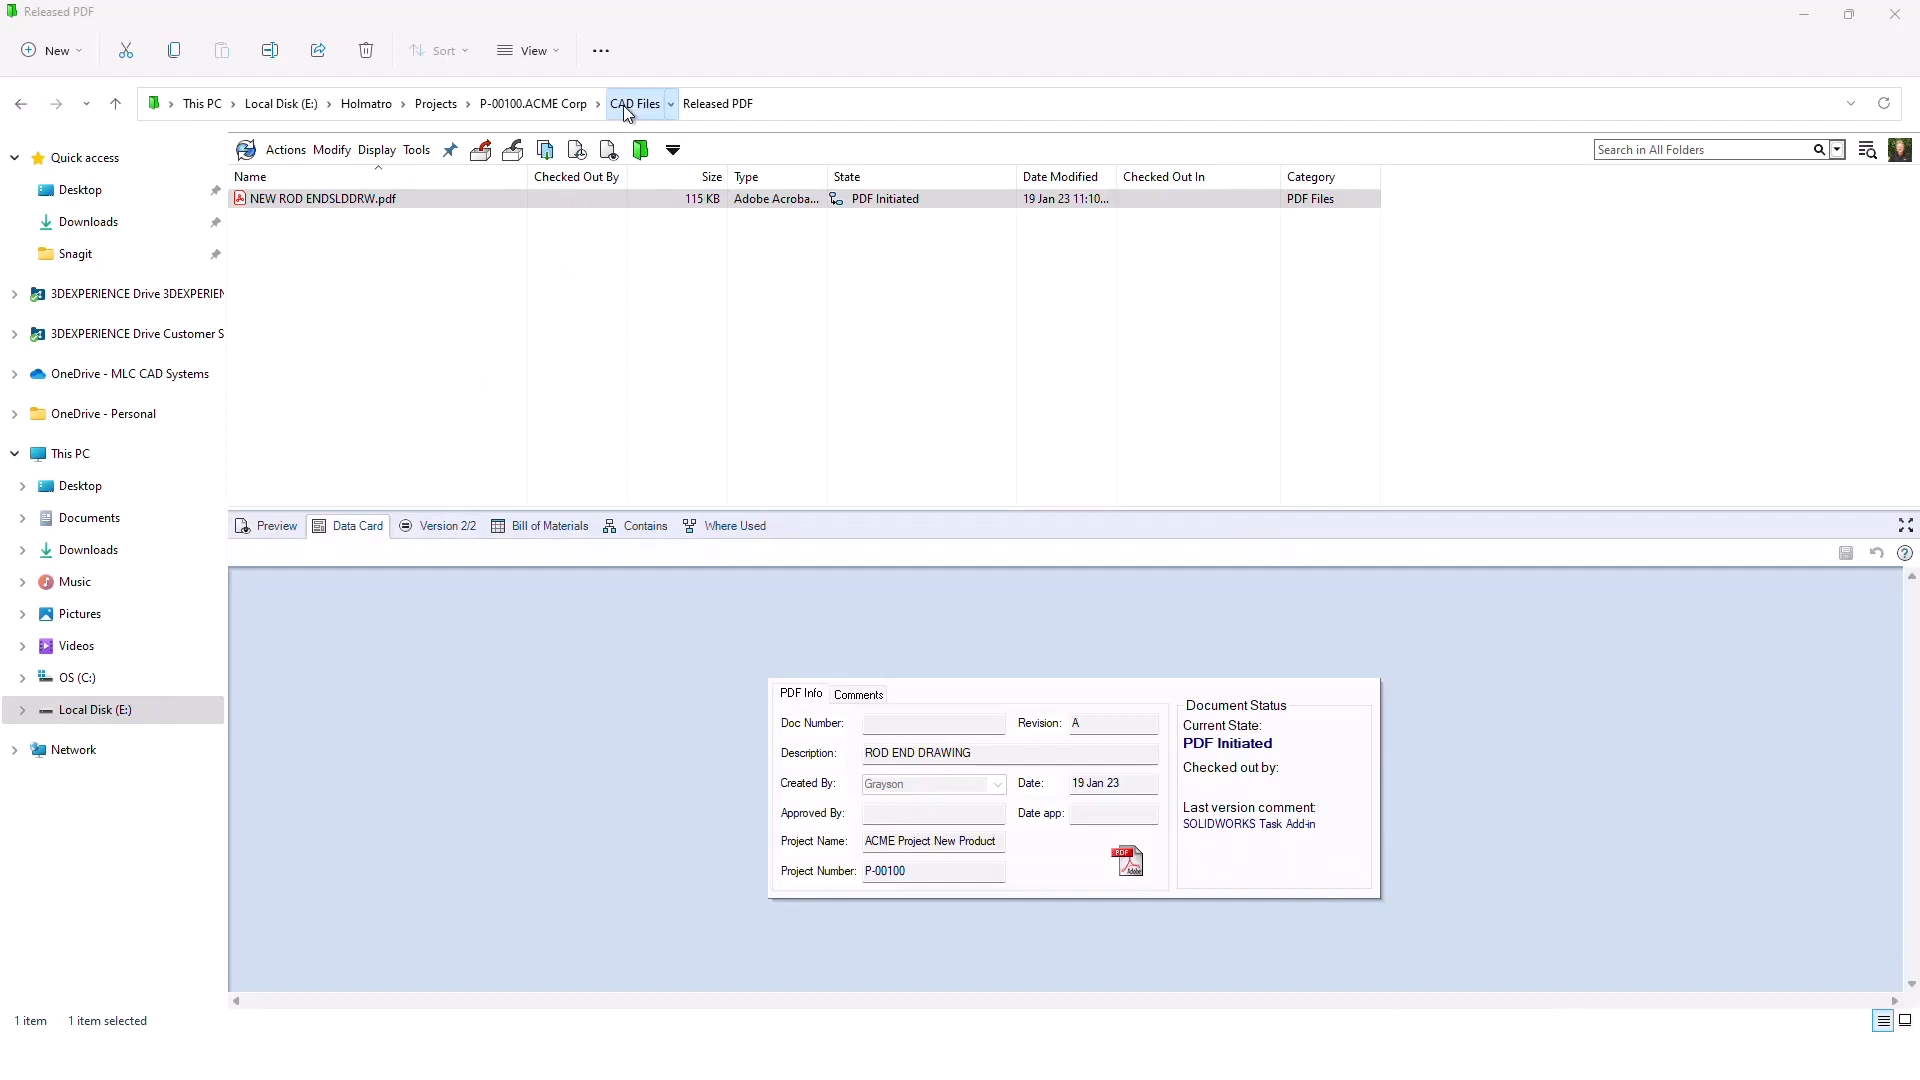 Released PDF
New
Sort
View
This PC > Local Disk (E:) > Holmatro > Projects > P-00100.ACME Corp > CAD Files Released PDF
Actions Modify Display Tools
Search in All Folders
Name Checked Out By Size Type State Date Modified Checked Out In Category
NEW ROD ENDSLDDRW.pdf 115 KB Adobe Acroba... PDF Initiated 19 Jan 23 11:10... PDF Files
Quick access
Desktop
Downloads
Snagit
3DEXPERIENCE Drive 3DEXPERIEN
3DEXPERIENCE Drive Customer S
OneDrive - MLC CAD Systems
OneDrive - Personal
This PC
Desktop
Documents
Downloads
Music
Pictures
Videos
OS (C:)
Local Disk (E:)
Network
Preview Data Card Version 2/2 Bill of Materials Contains Where Used
PDF Info Comments
Doc Number: Revision: A
Description: ROD END DRAWING
Created By: Grayson Date: 19 Jan 23
Approved By: Date app:
Project Name: ACME Project New Product
Project Number: P-00100
PDF
Adobe
Document Status
Current State:
PDF Initiated
Checked out by:
Last version comment:
SOLIDWORKS Task Add-in
1 item 1 item selected